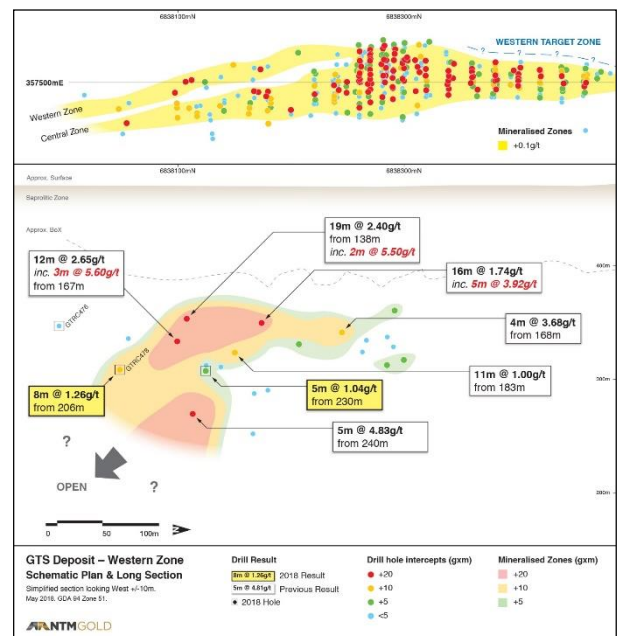 6838100mN
6838300mN
WESTERN TARGET ZONE
?
?
?
?
357500mE
Western Zone
Central Zone
Mineralised Zones
+0.1g/t
6838100mN
6838300mN
Approx. Surface
Saprolitic Zone
Approx. BoX
19m @ 2.40g/t
from 138m
inc. 2m @ 5.50g/t
12m @ 2.65g/t
inc. 3m @ 5.60g/t
from 167m
16m @ 1.74g/t
inc. 5m @ 3.92g/t
400m
GTRC476
4m @ 3.68g/t
from 168m
GTRC478
11m @ 1.00g/t
from 183m
300m
8m @ 1.26g/t
from 206m
5m @ 1.04g/t
from 230m
5m @ 4.83g/t
from 240m
?
OPEN
?
200m
0 50 100m
N
GTS Deposit – Western Zone
Schematic Plan & Long Section
Simplified section looking West +/-10m.
May 2018. GDA 94 Zone 51.
NTMGOLD
Drill Result
8m @ 1.26g/t 2018 Result
5m @ 4.81g/t Previous Result
2018 Hole
Drill hole intercepts (gxm)
+20
+10
+5
<5
Mineralised Zones (gxm)
+20
+10
+5